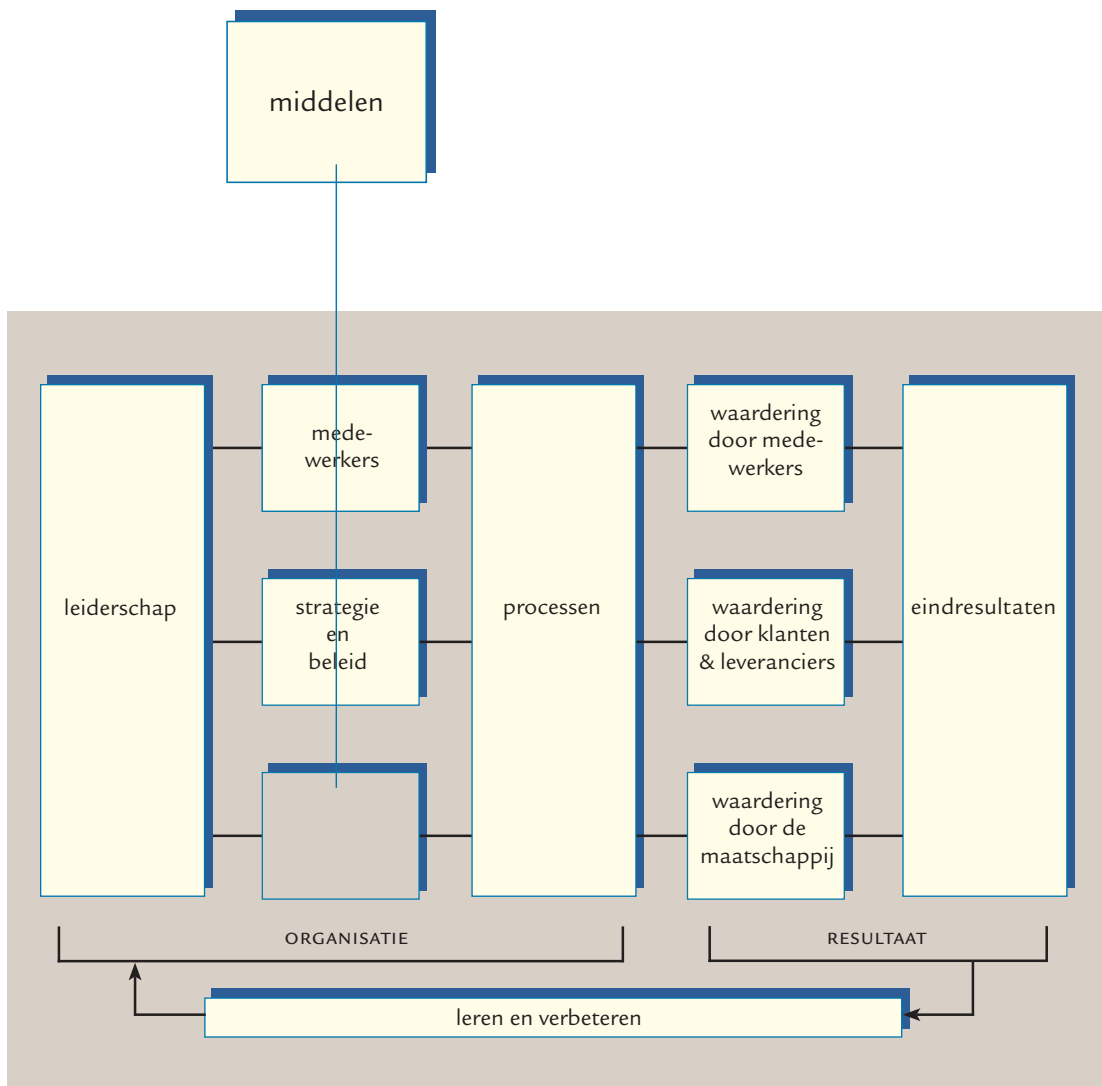 middelen
mede-
werkers
waardering
door mede-
werkers
leiderschap
strategie
en
beleid
processen
waardering
door klanten
& leveranciers
eindresultaten
waardering
door de
maatschappij
ORGANISATIE
RESULTAAT
leren en verbeteren